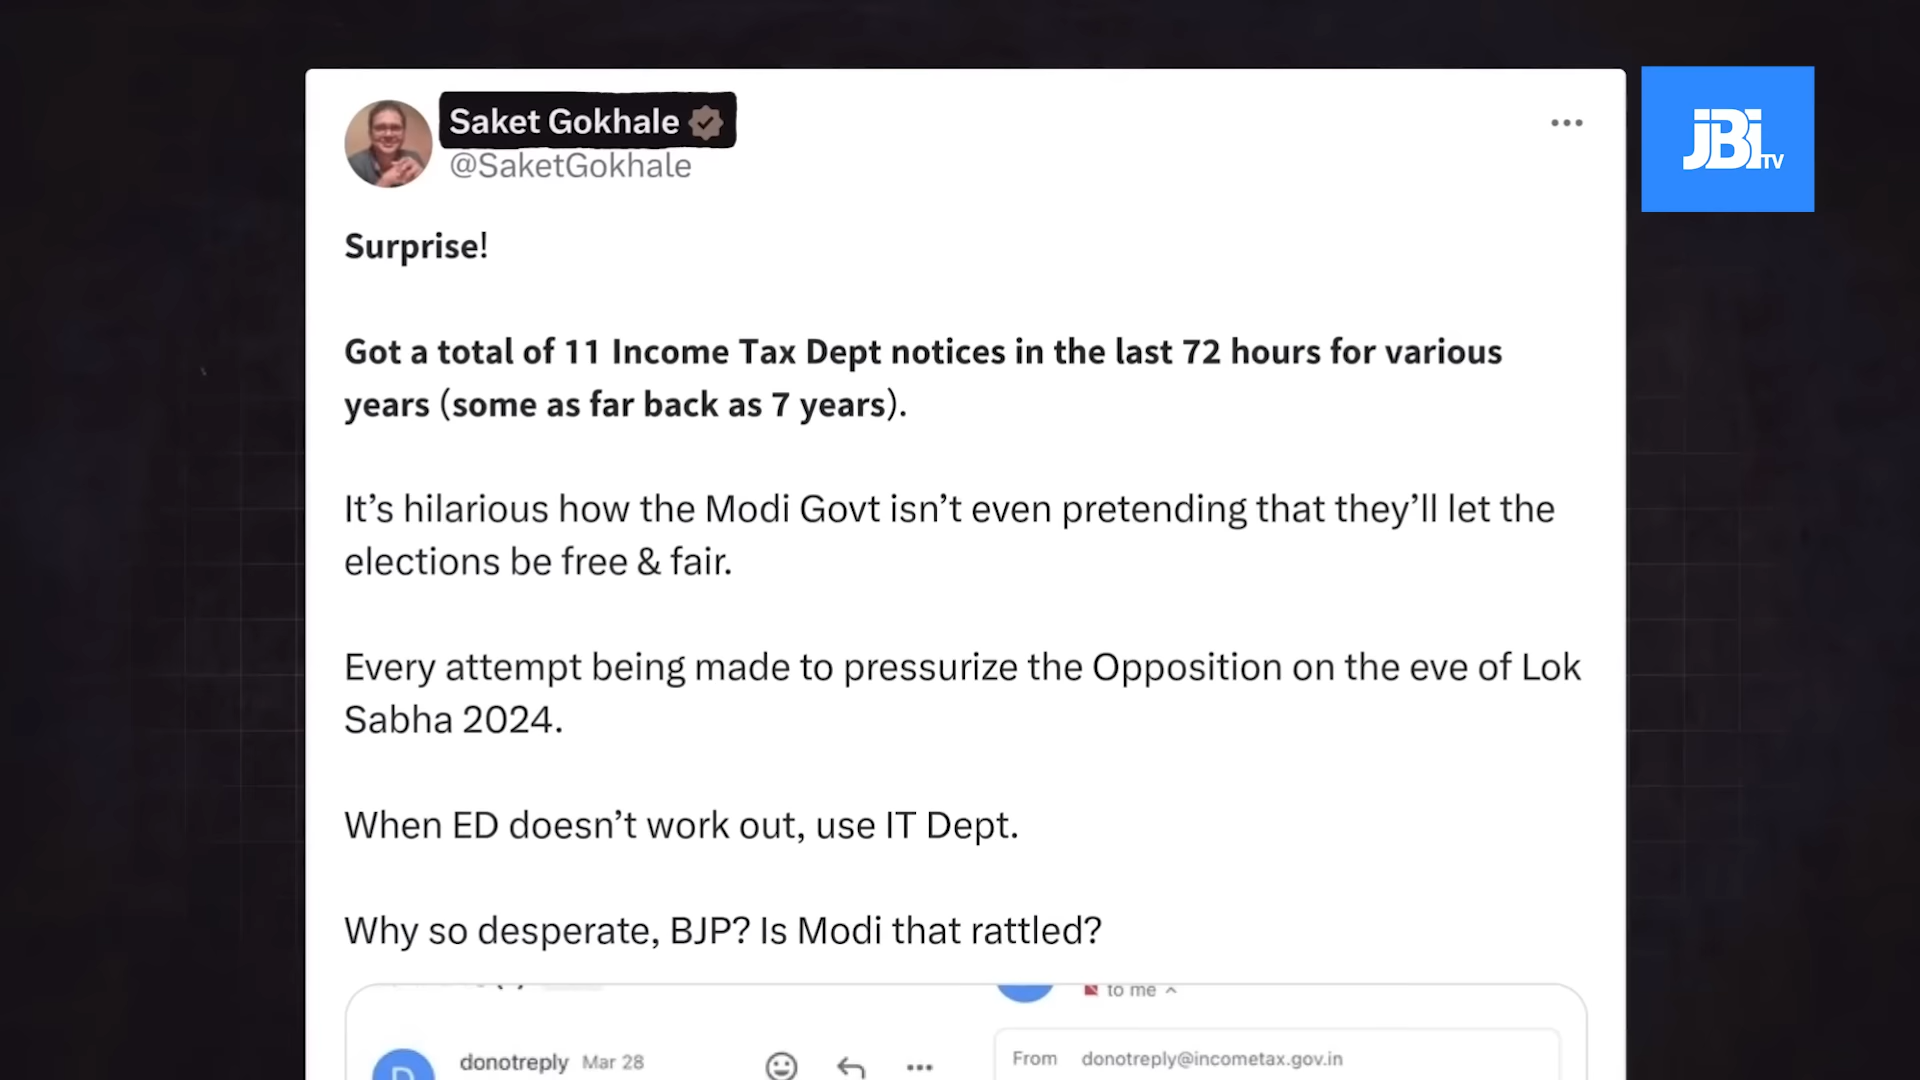 Saket Gokhale
@SaketGokhale
JBi TV
Surprise!
Got a total of 11 Income Tax Dept notices in the last 72 hours for various
years (some as far back as 7 years).
It’s hilarious how the Modi Govt isn’t even pretending that they’ll let the
elections be free & fair.
Every attempt being made to pressurize the Opposition on the eve of Lok
Sabha 2024.
When ED doesn’t work out, use IT Dept.
Why so desperate, BJP? Is Modi that rattled?
to me
D
donotreply Mar 28
From donotreply@incometax.gov.in